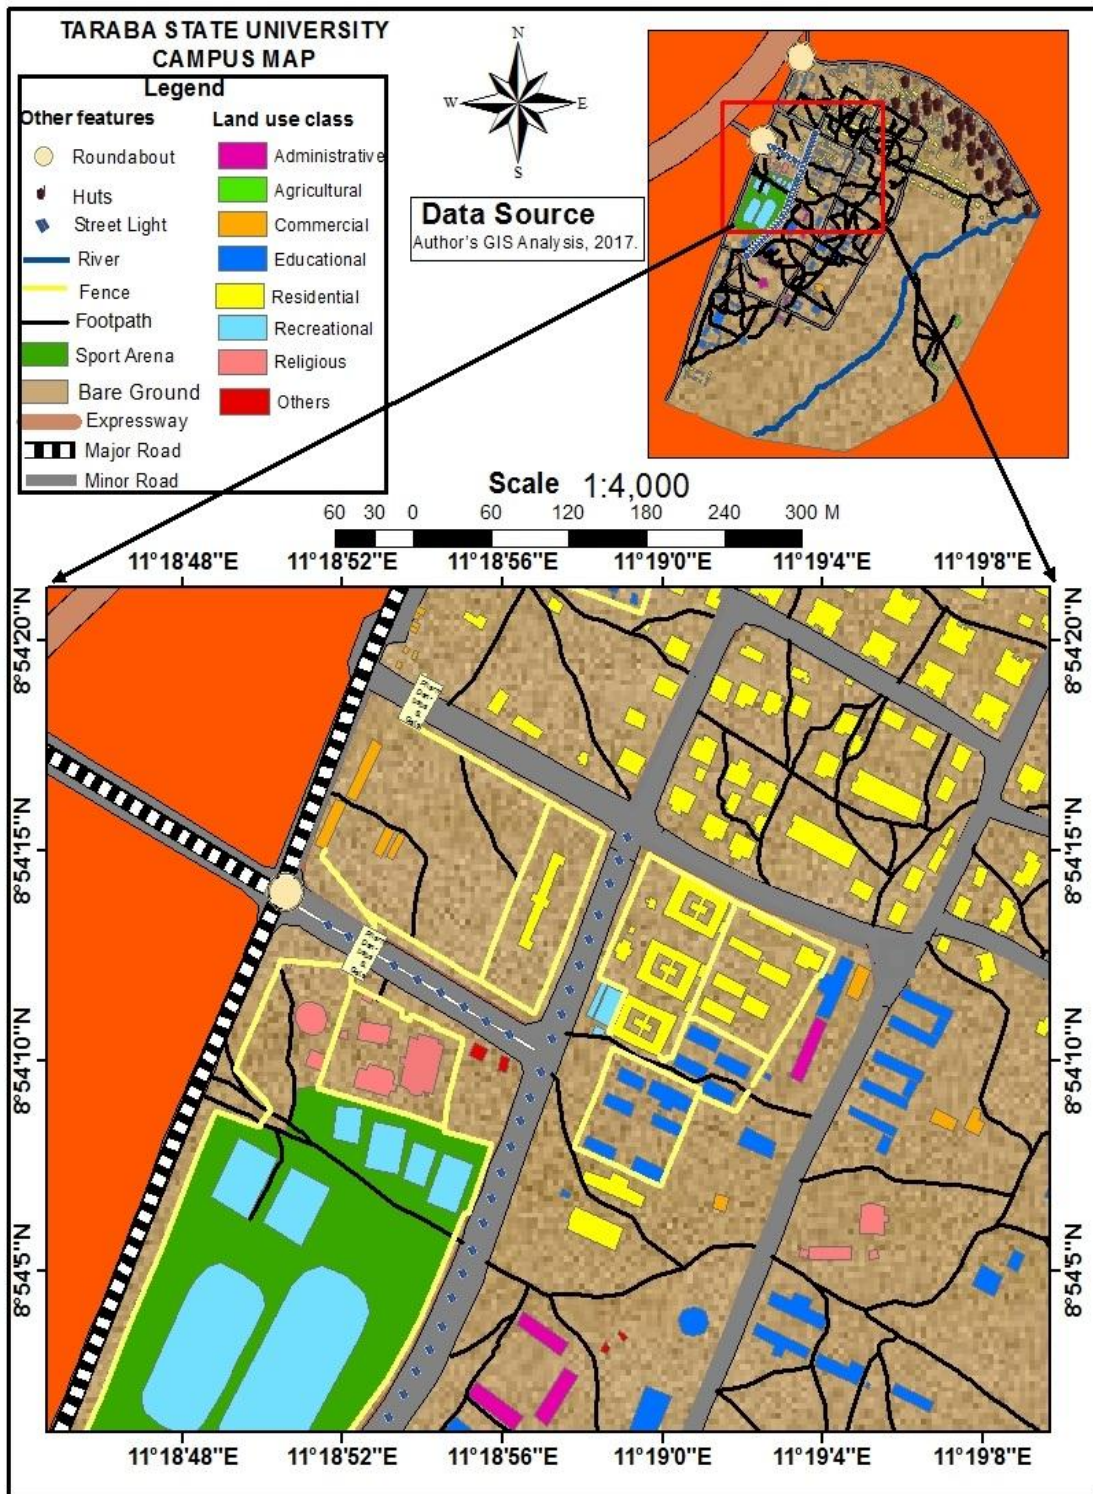 TARABA STATE UNIVERSITY
CAMPUS MAP
Legend
Other features
Roundabout
Huts
Street Light
River
Fence
Footpath
Sport Arena
Bare Ground
Expressway
Major Road
Minor Road
Land use class
Administrative
Agricultural
Commercial
Educational
Residential
Recreational
Religious
Others
N
W
E
S
Data Source
Author's GIS Analysis, 2017.
Scale 1:4,000
60 30 0 60 120 180 240 300 M
11°18'48"E 11°18'52"E 11°18'56"E 11°19'0"E 11°19'4"E 11°19'8"E
8°54'20"N 8°54'20"N
8°54'15"N 8°54'15"N
8°54'10"N 8°54'10"N
8°54'5"N 8°54'5"N
11°18'48"E 11°18'52"E 11°18'56"E 11°19'0"E 11°19'4"E 11°19'8"E